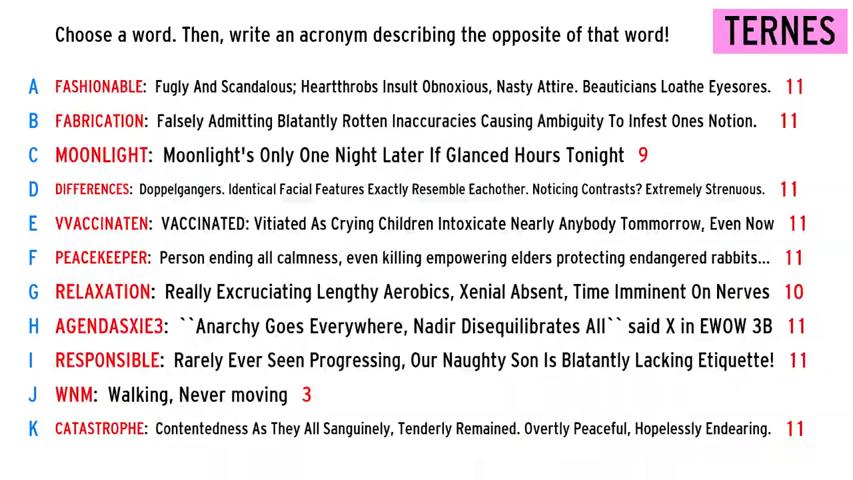 Choose a word. Then, write an acronym describing the opposite of that word!
TERNES
A FASHIONABLE: Fugly And Scandalous; Heartthrobs Insult Obnoxious, Nasty Attire. Beauticians Loathe Eyesores. 11
B FABRICATION: Falsely Admitting Blatantly Rotten Inaccuracies Causing Ambiguity To Infest Ones Notion. 11
C MOONLIGHT: Moonlight's Only One Night Later If Glanced Hours Tonight 9
D DIFFERENCES: Doppelgangers. Identical Facial Features Exactly Resemble Eachother. Noticing Contrasts? Extremely Strenuous. 11
E VVACCINATEN: VACCINATED: Vitiated As Crying Children Intoxicate Nearly Anybody Tommorrow, Even Now 11
F PEACEKEEPER: Person ending all calmness, even killing empowering elders protecting endangered rabbits... 11
G RELAXATION: Really Excruciating Lengthy Aerobics, Xenial Absent, Time Imminent On Nerves 10
H AGENDASXIE3: ``Anarchy Goes Everywhere, Nadir Disequilibrates All`` said X in EWOW 3B 11
I RESPONSIBLE: Rarely Ever Seen Progressing, Our Naughty Son Is Blatantly Lacking Etiquette! 11
J WNM: Walking, Never moving 3
K CATASTROPHE: Contentedness As They All Sanguinely, Tenderly Remained. Overtly Peaceful, Hopelessly Endearing. 11